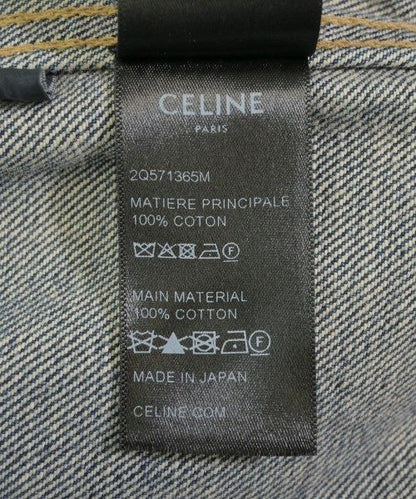 CELINE
PARIS
2Q571365M
MATIERE PRINCIPALE
100% COTON
F
MAIN MATERIAL
100% COTTON
F
MADE IN JAPAN
CELINE.COM